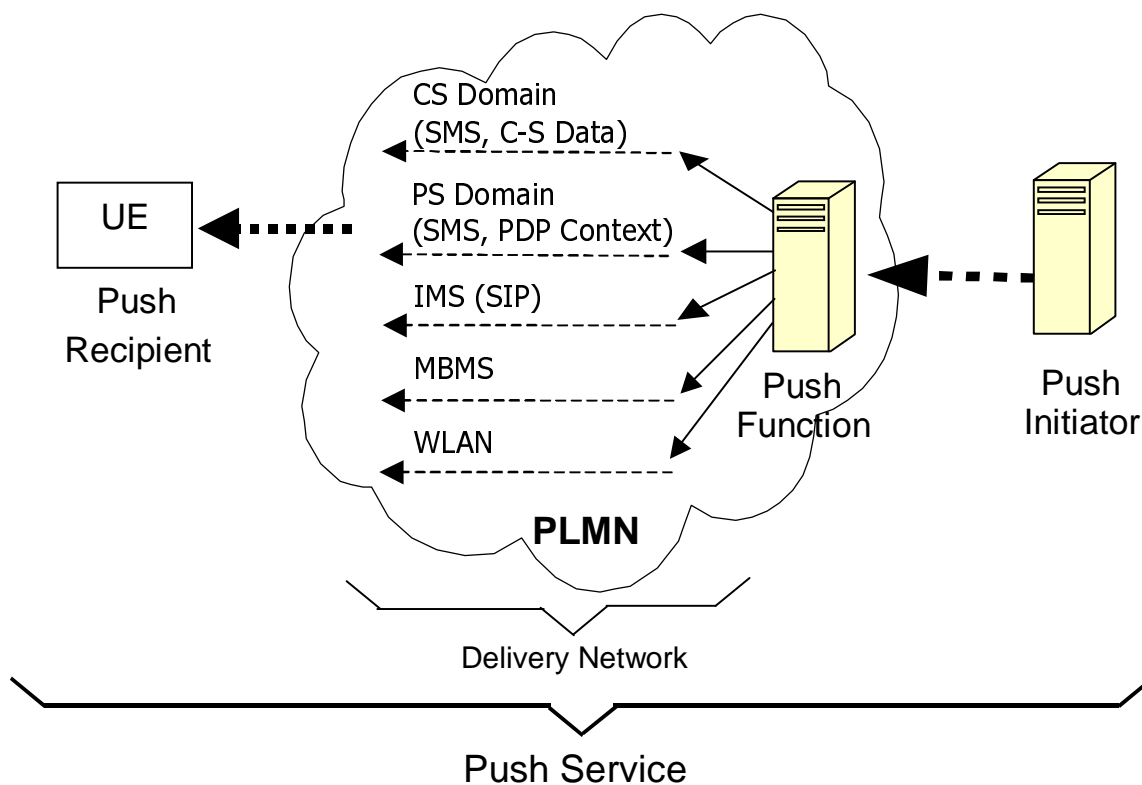 CS Domain
(SMS, C-S Data)
UE
PS Domain
(SMS, PDP Context)
Push
Recipient
IMS (SIP)
MBMS
WLAN
Push
Function
Push
Initiator
PLMN
Delivery Network
Push Service